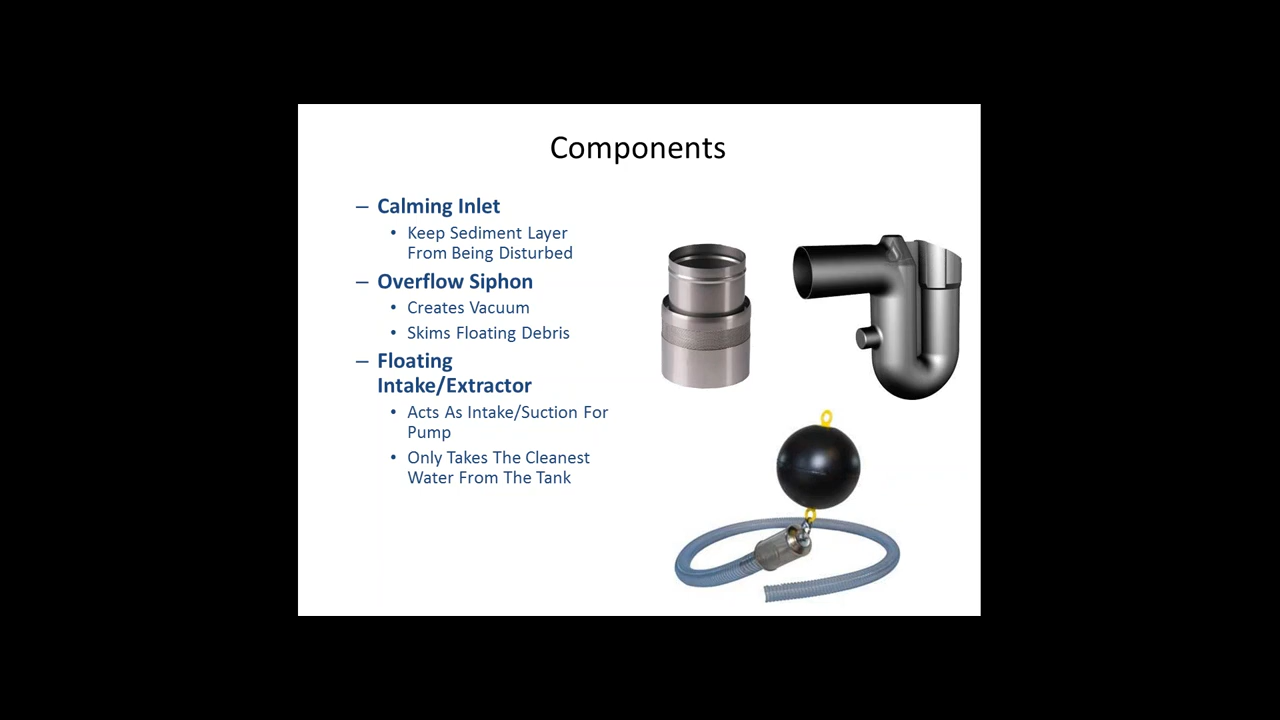 Components
– Calming Inlet
• Keep Sediment Layer
From Being Disturbed
– Overflow Siphon
• Creates Vacuum
• Skims Floating Debris
– Floating
Intake/Extractor
• Acts As Intake/Suction For
Pump
• Only Takes The Cleanest
Water From The Tank